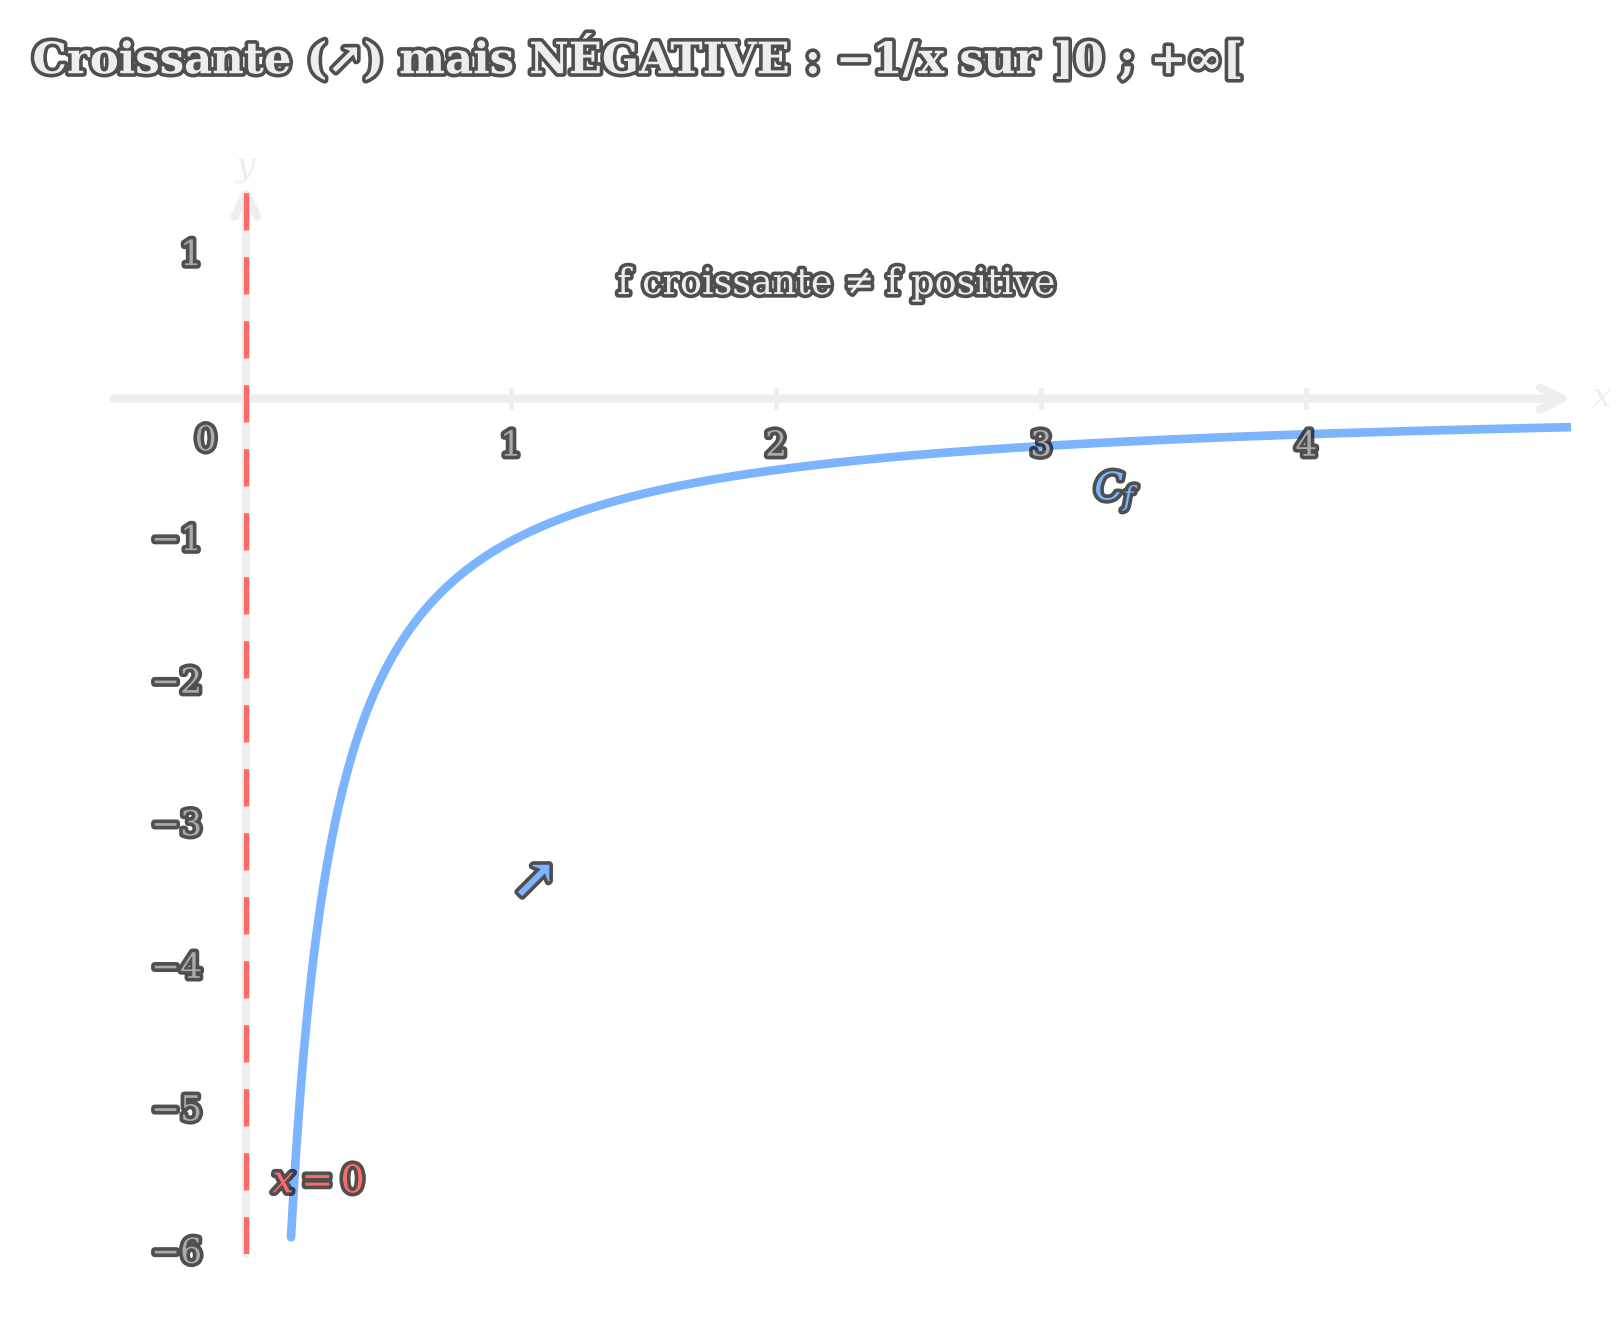 Croissante (↗) mais NÉGATIVE : −1/x sur ]0 ; +∞[
y
1
f croissante ≠ f positive
x
0
1
2
3
4
C_f
−1
−2
−3
↗
−4
−5
x = 0
−6